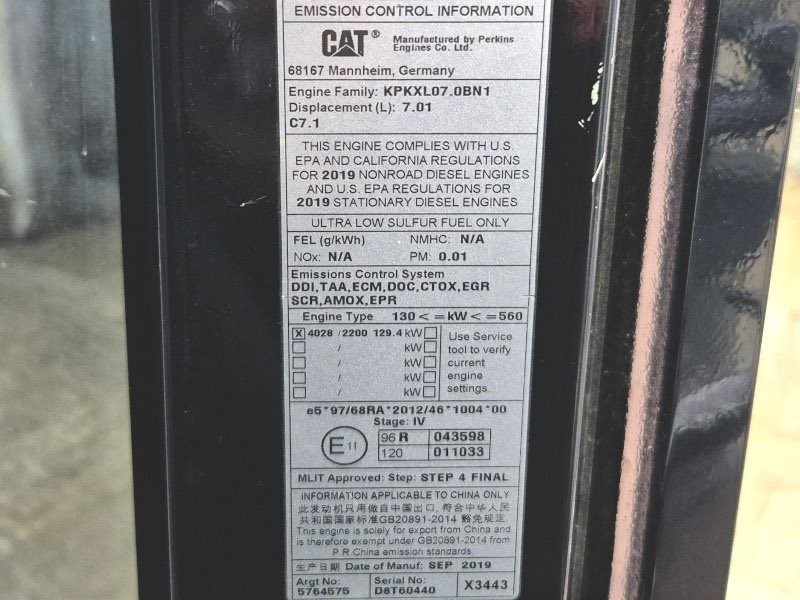 EMISSION CONTROL INFORMATION
CAT® Manufactured by Perkins
Engines Co. Ltd.
68167 Mannheim, Germany
Engine Family: KPKXL07.0BN1
Displacement (L): 7.01
C7.1
THIS ENGINE COMPLIES WITH U.S.
EPA AND CALIFORNIA REGULATIONS
FOR 2019 NONROAD DIESEL ENGINES
AND U.S. EPA REGULATIONS FOR
2019 STATIONARY DIESEL ENGINES
ULTRA LOW SULFUR FUEL ONLY
FEL (g/kWh) NMHC: N/A
NOx: N/A PM: 0.01
Emissions Control System
DDI,TAA,ECM,DOC,CTOX,EGR
SCR,AMOX,EPR
Engine Type 130 < =kW < =560
X 4028 /2200 129.4 kW
/ kW
/ kW
/ kW
/ kW
Use Service
tool to verify
current
engine
settings.
e5*97/68RA*2012/46*1004*00
Stage: IV
E 11
96 R 043598
120 011033
MLIT Approved: Step: STEP 4 FINAL
INFORMATION APPLICABLE TO CHINA ONLY
此发动机只用做自中国出口, 符合中华人民
共和国国家标准GB20891-2014 豁免规定.
This engine is solely for export from China and
is therefore exempt under GB20891-2014 from
P.R.China emission standards.
生产日期 Date of Manuf: SEP 2019
Argt No:
5764575
Serial No:
D8T60440
X3443